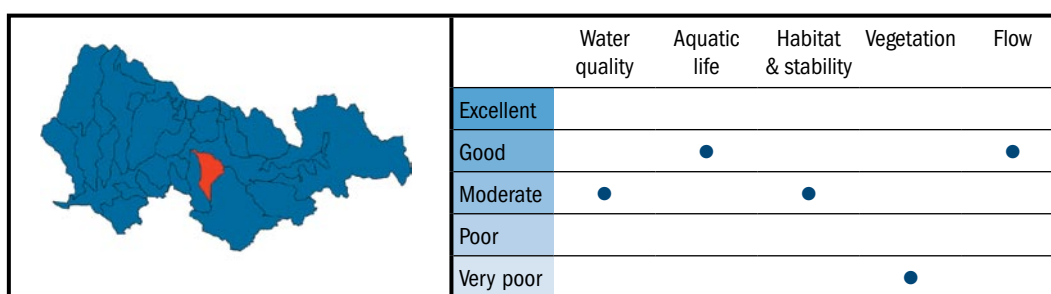 Water quality
Aquatic life
Habitat & stability
Vegetation
Flow
Excellent
Good
Moderate
Poor
Very poor